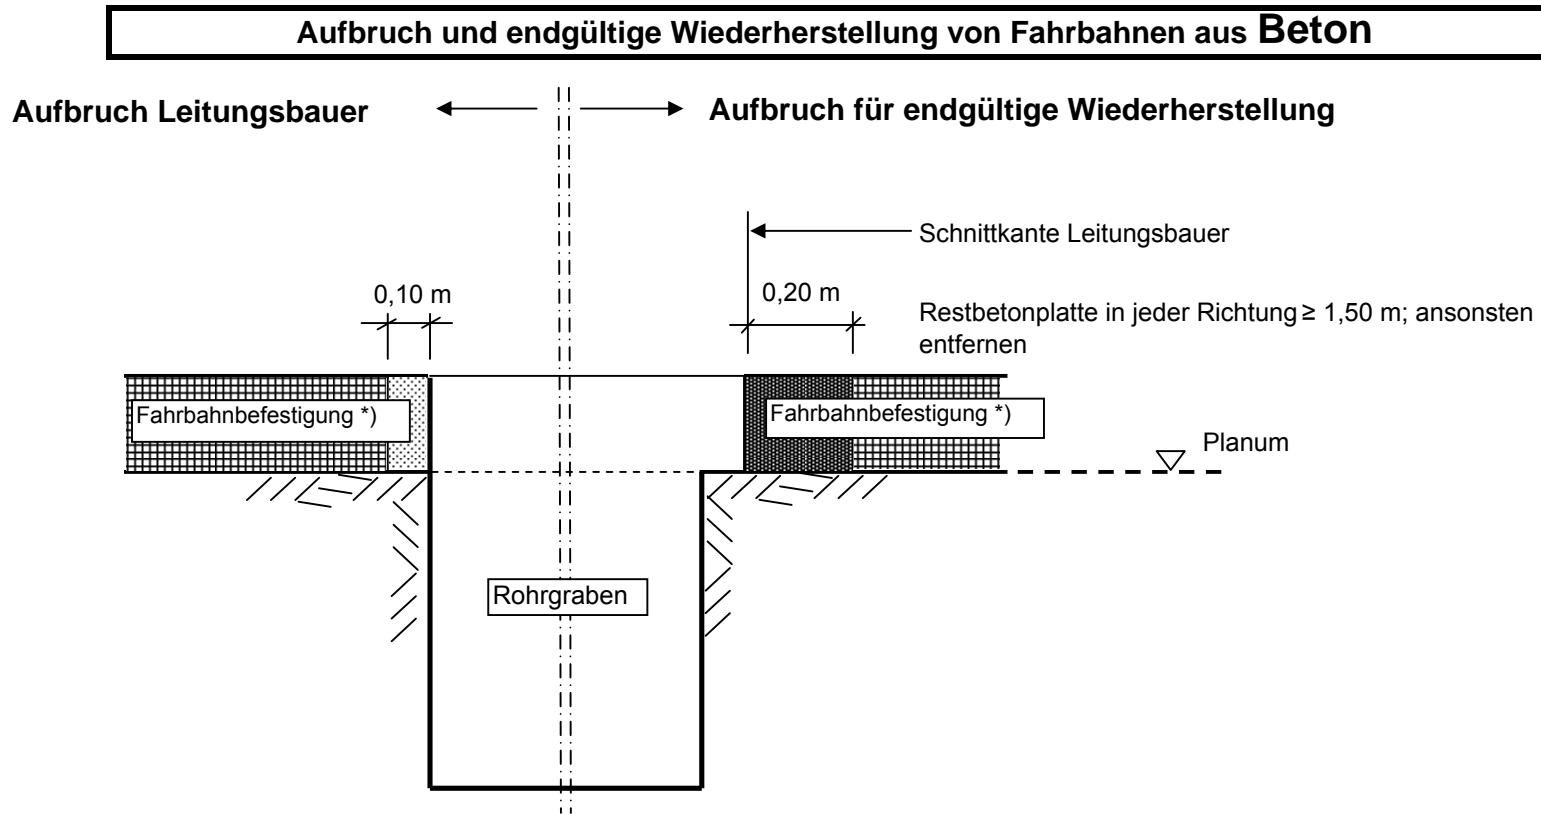 Aufbruch und endgültige Wiederherstellung von Fahrbahnen aus Beton
Aufbruch Leitungsbauer
Aufbruch für endgültige Wiederherstellung
Schnittkante Leitungsbauer
0,10 m
0,20 m
Restbetonplatte in jeder Richtung ≥ 1,50 m; ansonsten
entfernen
Fahrbahnbefestigung *)
Fahrbahnbefestigung *)
Planum
Rohrgraben